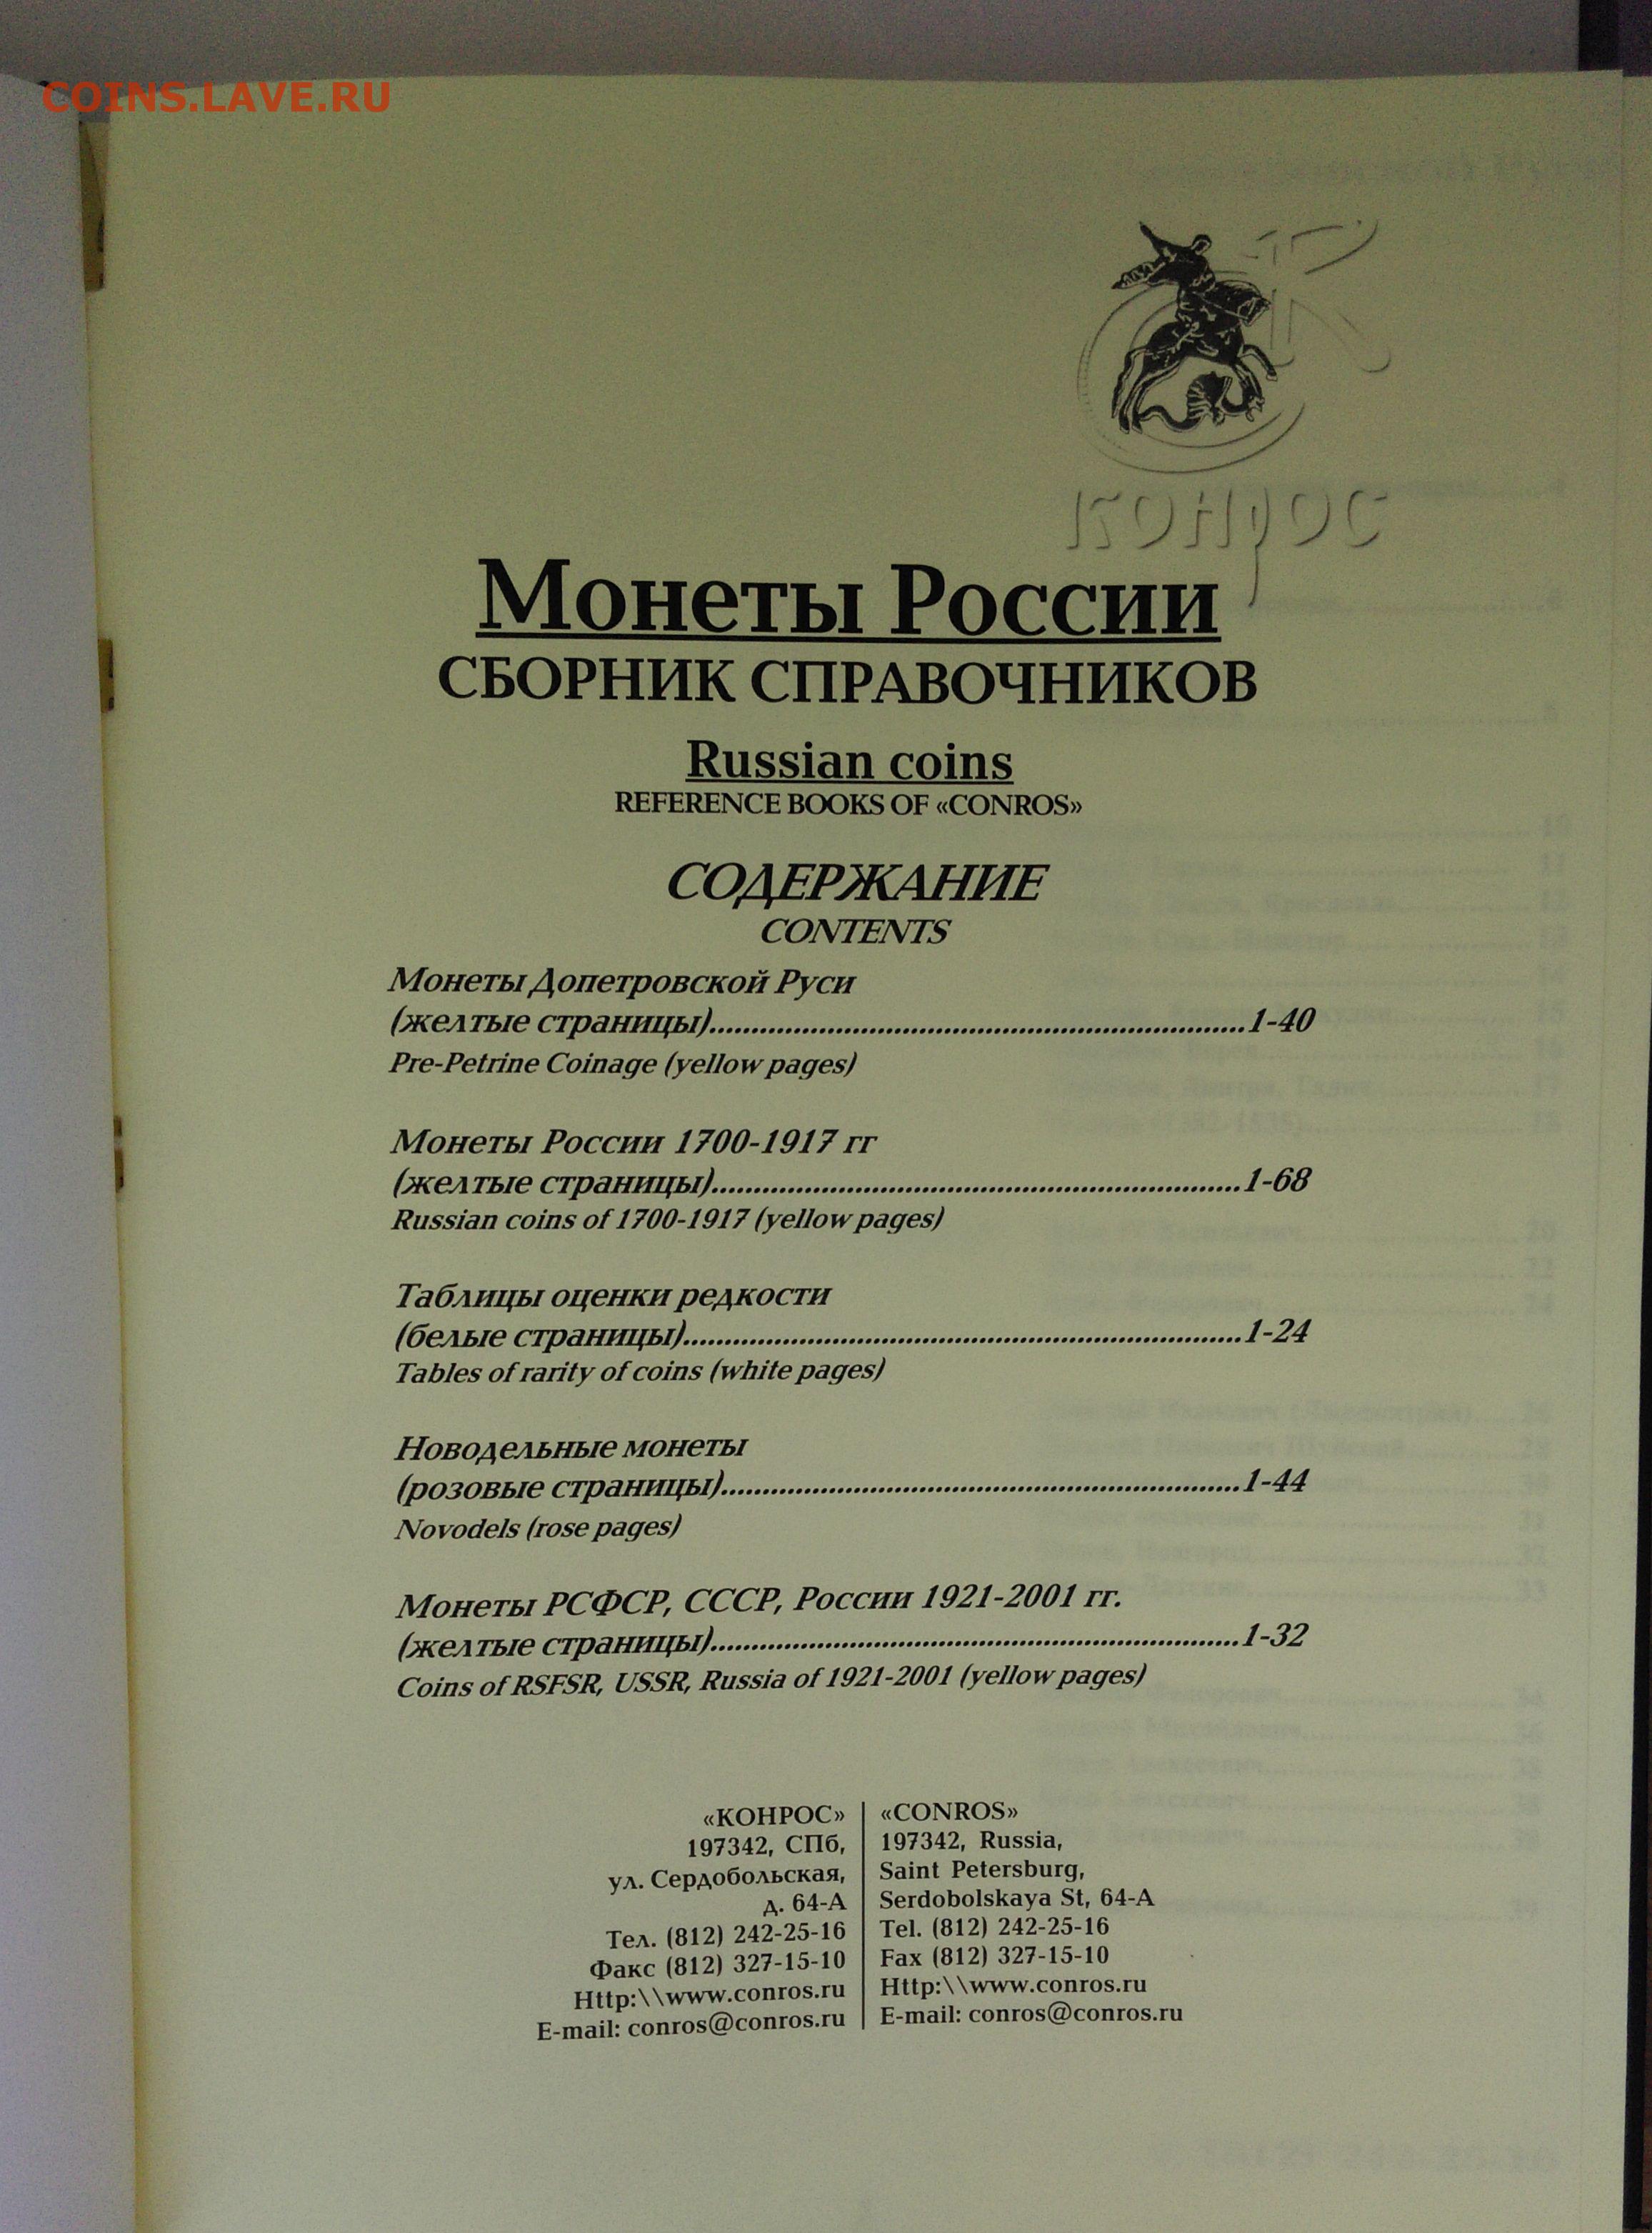 COINS.LAVE.RU
КОНРОС
Монеты России
СБОРНИК СПРАВОЧНИКОВ
Russian coins
REFERENCE BOOKS OF «CONROS»
СОДЕРЖАНИЕ
CONTENTS
Монеты Допетровской Руси
(желтые страницы)................................................................1-40
Pre-Petrine Coinage (yellow pages)
Монеты России 1700-1917 гг
(желтые страницы)...............................................................1-68
Russian coins of 1700-1917 (yellow pages)
Таблицы оценки редкости
(белые страницы)..................................................................1-24
Tables of rarity of coins (white pages)
Новодельные монеты
(розовые страницы).............................................................1-44
Novodels (rose pages)
Монеты РСФСР, СССР, России 1921-2001 гг.
(желтые страницы)...............................................................1-32
Coins of RSFSR, USSR, Russia of 1921-2001 (yellow pages)
«КОНРОС»
197342, СПб,
ул. Сердобольская,
д. 64-А
Тел. (812) 242-25-16
Факс (812) 327-15-10
Http:\\www.conros.ru
E-mail: conros@conros.ru
«CONROS»
197342, Russia,
Saint Petersburg,
Serdobolskaya St, 64-A
Tel. (812) 242-25-16
Fax (812) 327-15-10
Http:\\www.conros.ru
E-mail: conros@conros.ru